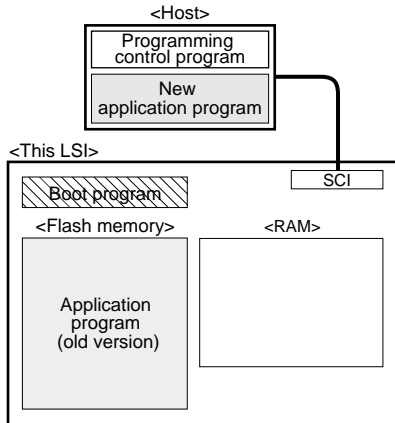 <Host>
Programming
control program
New
application program
<This LSI>
SCI
Boot program
<Flash memory>
<RAM>
Application
program
(old version)